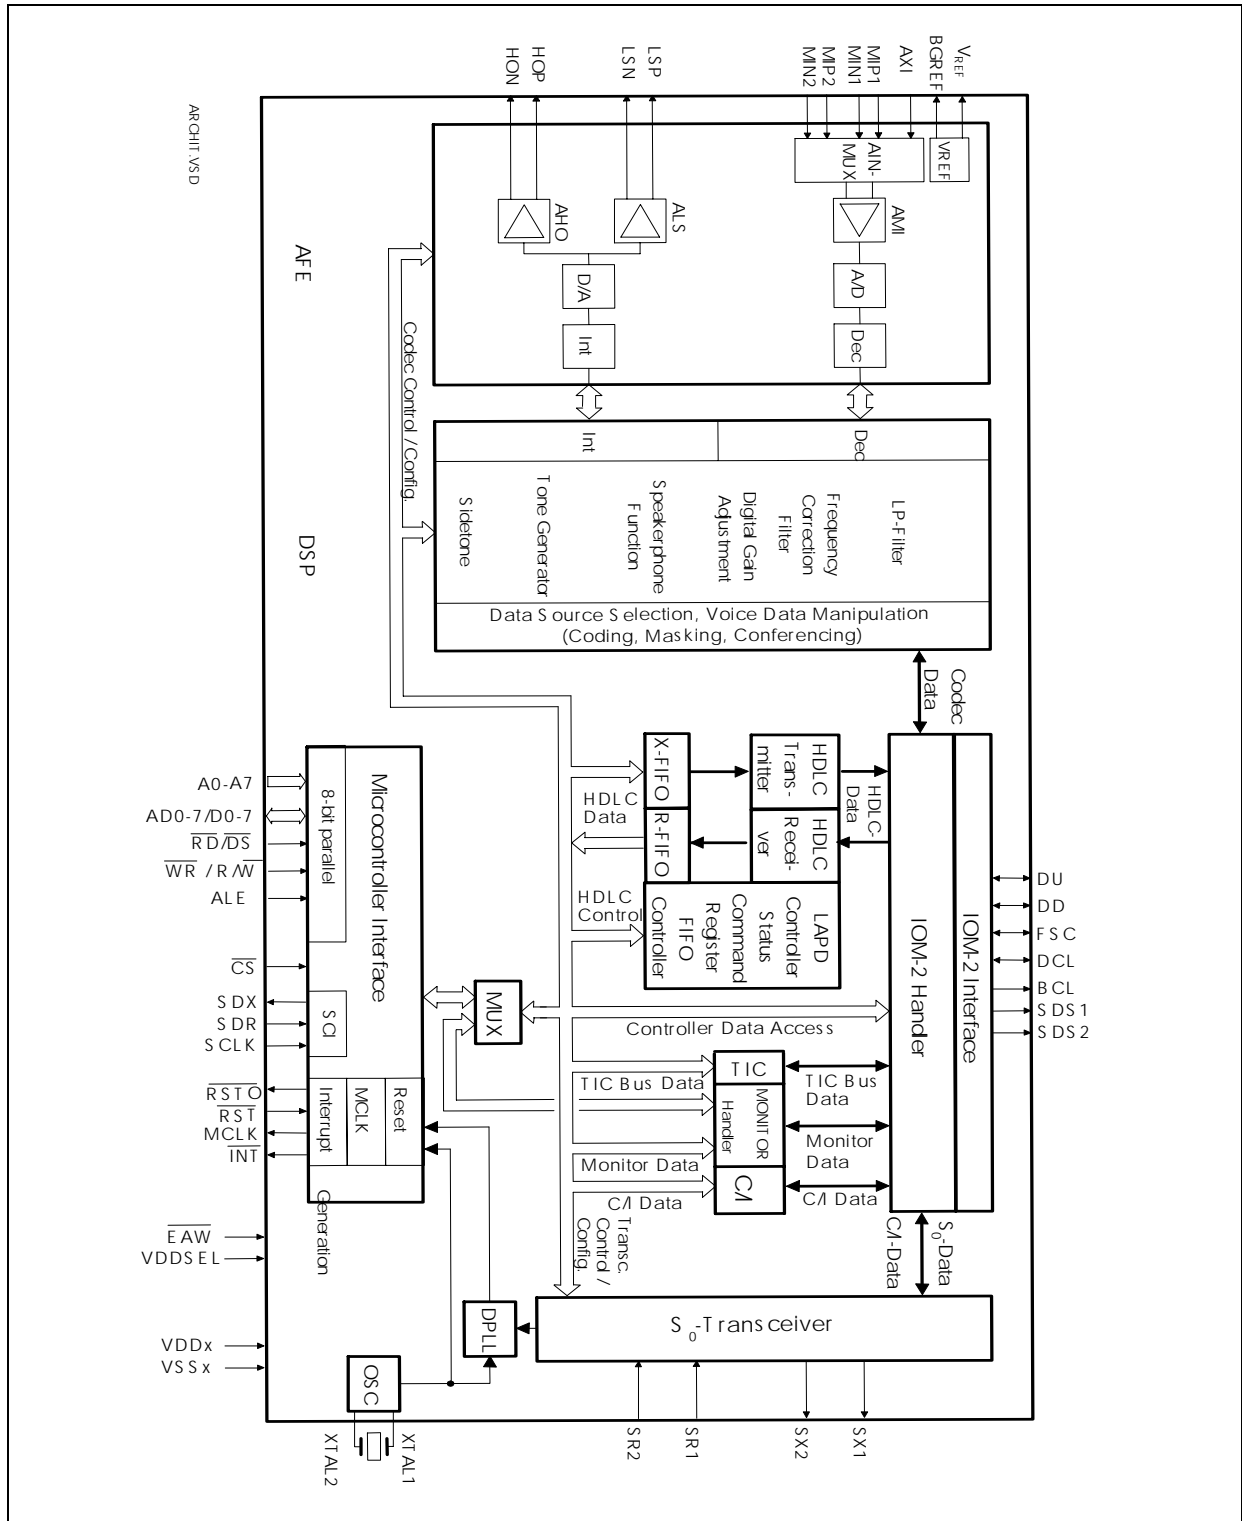 HON
HOP
LSN
LSP
MIN2
MIP2
MIN1
MIP1
AXI
BGREF
VREF
ARCHIT.VSD
AFE
AIN-
MUX
VREF
AHO
ALS
AMI
D/A
A/D
Int
Dec
Codec Control / Config.
DSP
Int
Dec
Sidetone
Tone Generator
Speakerphone
Function
Digital Gain
Adjustment
Frequency
Correction
Filter
LP-Filter
Data Source Selection, Voice Data Manipulation
(Coding, Masking, Conferencing)
Codec
Data
A0-A7
AD0-7/D0-7
RD/DS
WR / R/W
ALE
CS
SDX
SDR
SCLK
RSTO
RST
MCLK
INT
EAW
VDDSEL
VDDx
VSSx
Microcontroller Interface
8-bit parallel
SCI
Reset
MCLK
Interrupt
Generation
MUX
X-FIFO
R-FIFO
HDLC
Trans-
mitter
HDLC
Recei-
ver
HDLC
Data
HDLC-
Data
HDLC
Control
LAPD
Controller
Status
Command
Register
FIFO
Controller
IOM-2 Handler
IOM-2 Interface
DU
DD
FSC
DCL
BCL
SDS1
SDS2
Controller Data Access
TIC
TIC Bus Data
TIC Bus
Data
MONITOR
Handler
Monitor Data
Monitor
Data
C/I
C/I Data
C/I Data
Transc.
Control /
Config.
S0-Data
C/I-Data
S0-Transceiver
DPLL
OSC
XTAL1
XTAL2
SR2
SR1
SX2
SX1